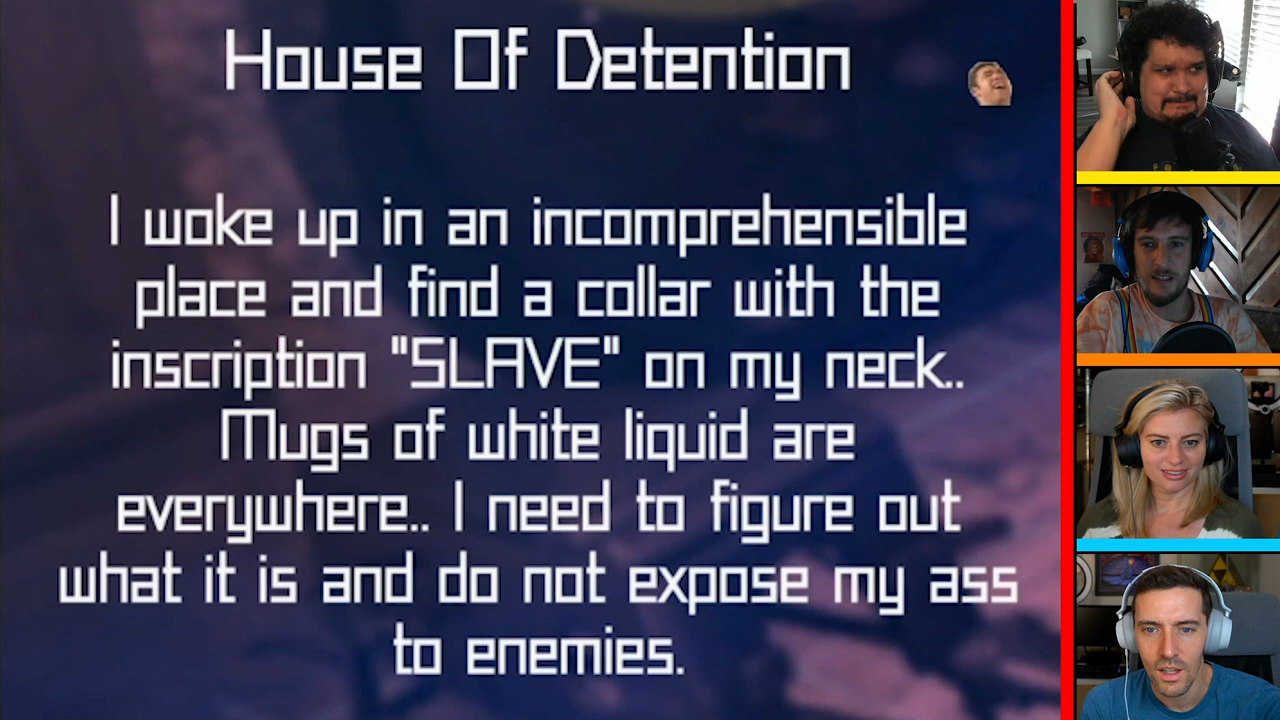 House Of Detention
I woke up in an incomprehensible
place and find a collar with the
inscription "SLAVE" on my neck..
Mugs of white liquid are
everywhere.. I need to figure out
what it is and do not expose my ass
to enemies.